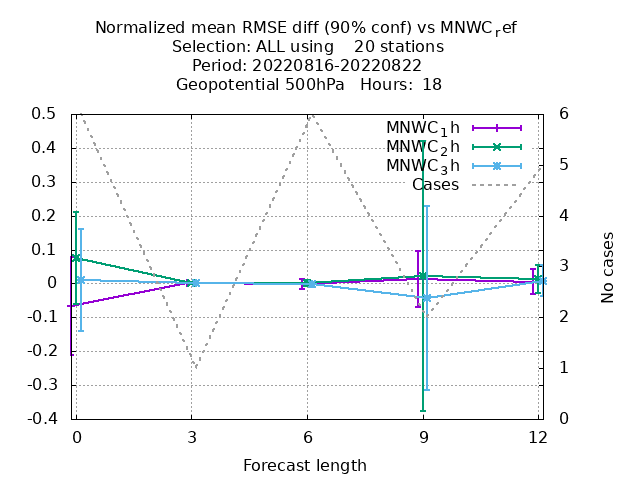 Normalized mean RMSE diff (90% conf) vs MNWC_ref
Selection: ALL using    20 stations
Period: 20220816-20220822
Geopotential 500hPa   Hours:  18
MNWC_1h
MNWC_2h
MNWC_3h
Cases
0.5
0.4
0.3
0.2
0.1
0
-0.1
-0.2
-0.3
-0.4
6
5
4
3
2
1
0
No cases
0 3 6 9 12
Forecast length